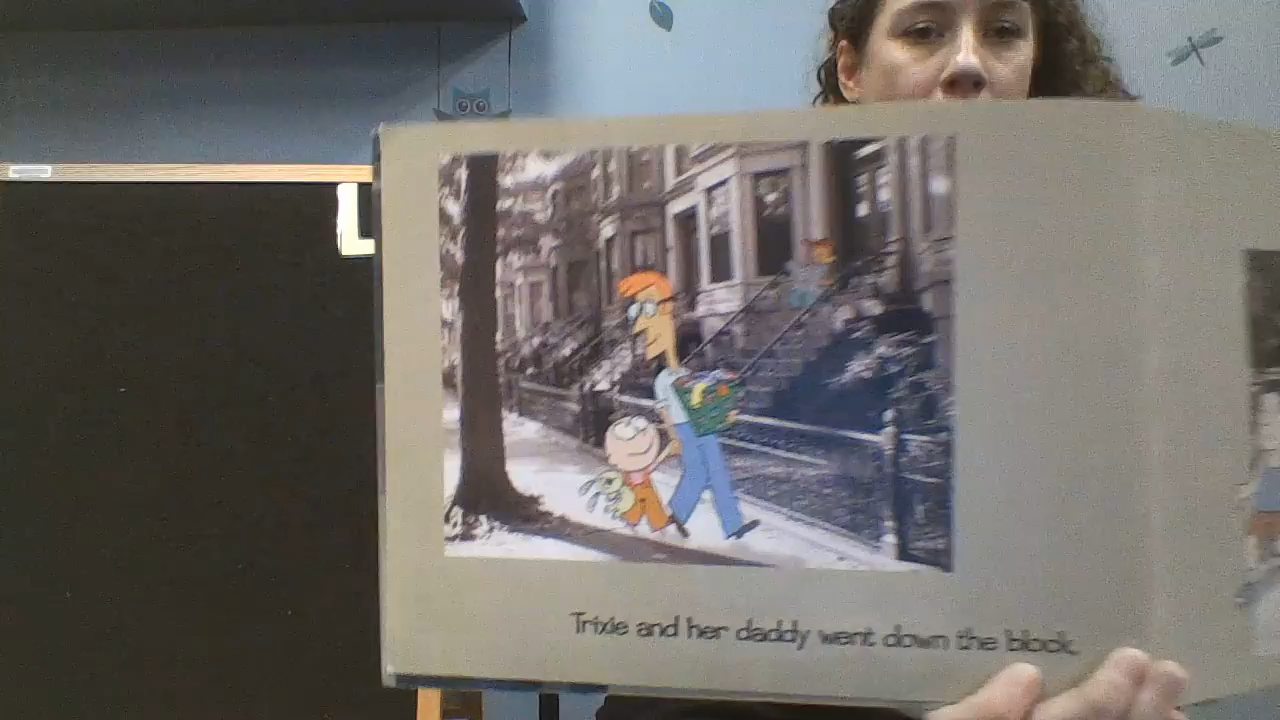 Trixie and her daddy went down the block.